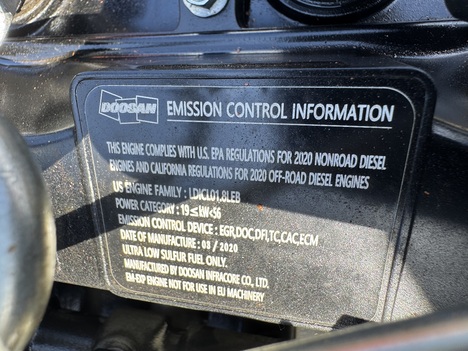 DOOSAN EMISSION CONTROL INFORMATION
THIS ENGINE COMPLIES WITH U.S. EPA REGULATIONS FOR 2020 NONROAD DIESEL
ENGINES AND CALIFORNIA REGULATIONS FOR 2020 OFF-ROAD DIESEL ENGINES
US ENGINE FAMILY : LDICL01.8LEB
POWER CATEGORY : 19≤kW<56
EMISSION CONTROL DEVICE : EGR,DOC,DFI,TC,CAC,ECM
DATE OF MANUFACTURE : 03 / 2020
ULTRA LOW SULFUR FUEL ONLY.
MANUFACTURED BY DOOSAN INFRACORE CO., LTD.
EM-EXP ENGINE NOT FOR USE IN EU MACHINERY